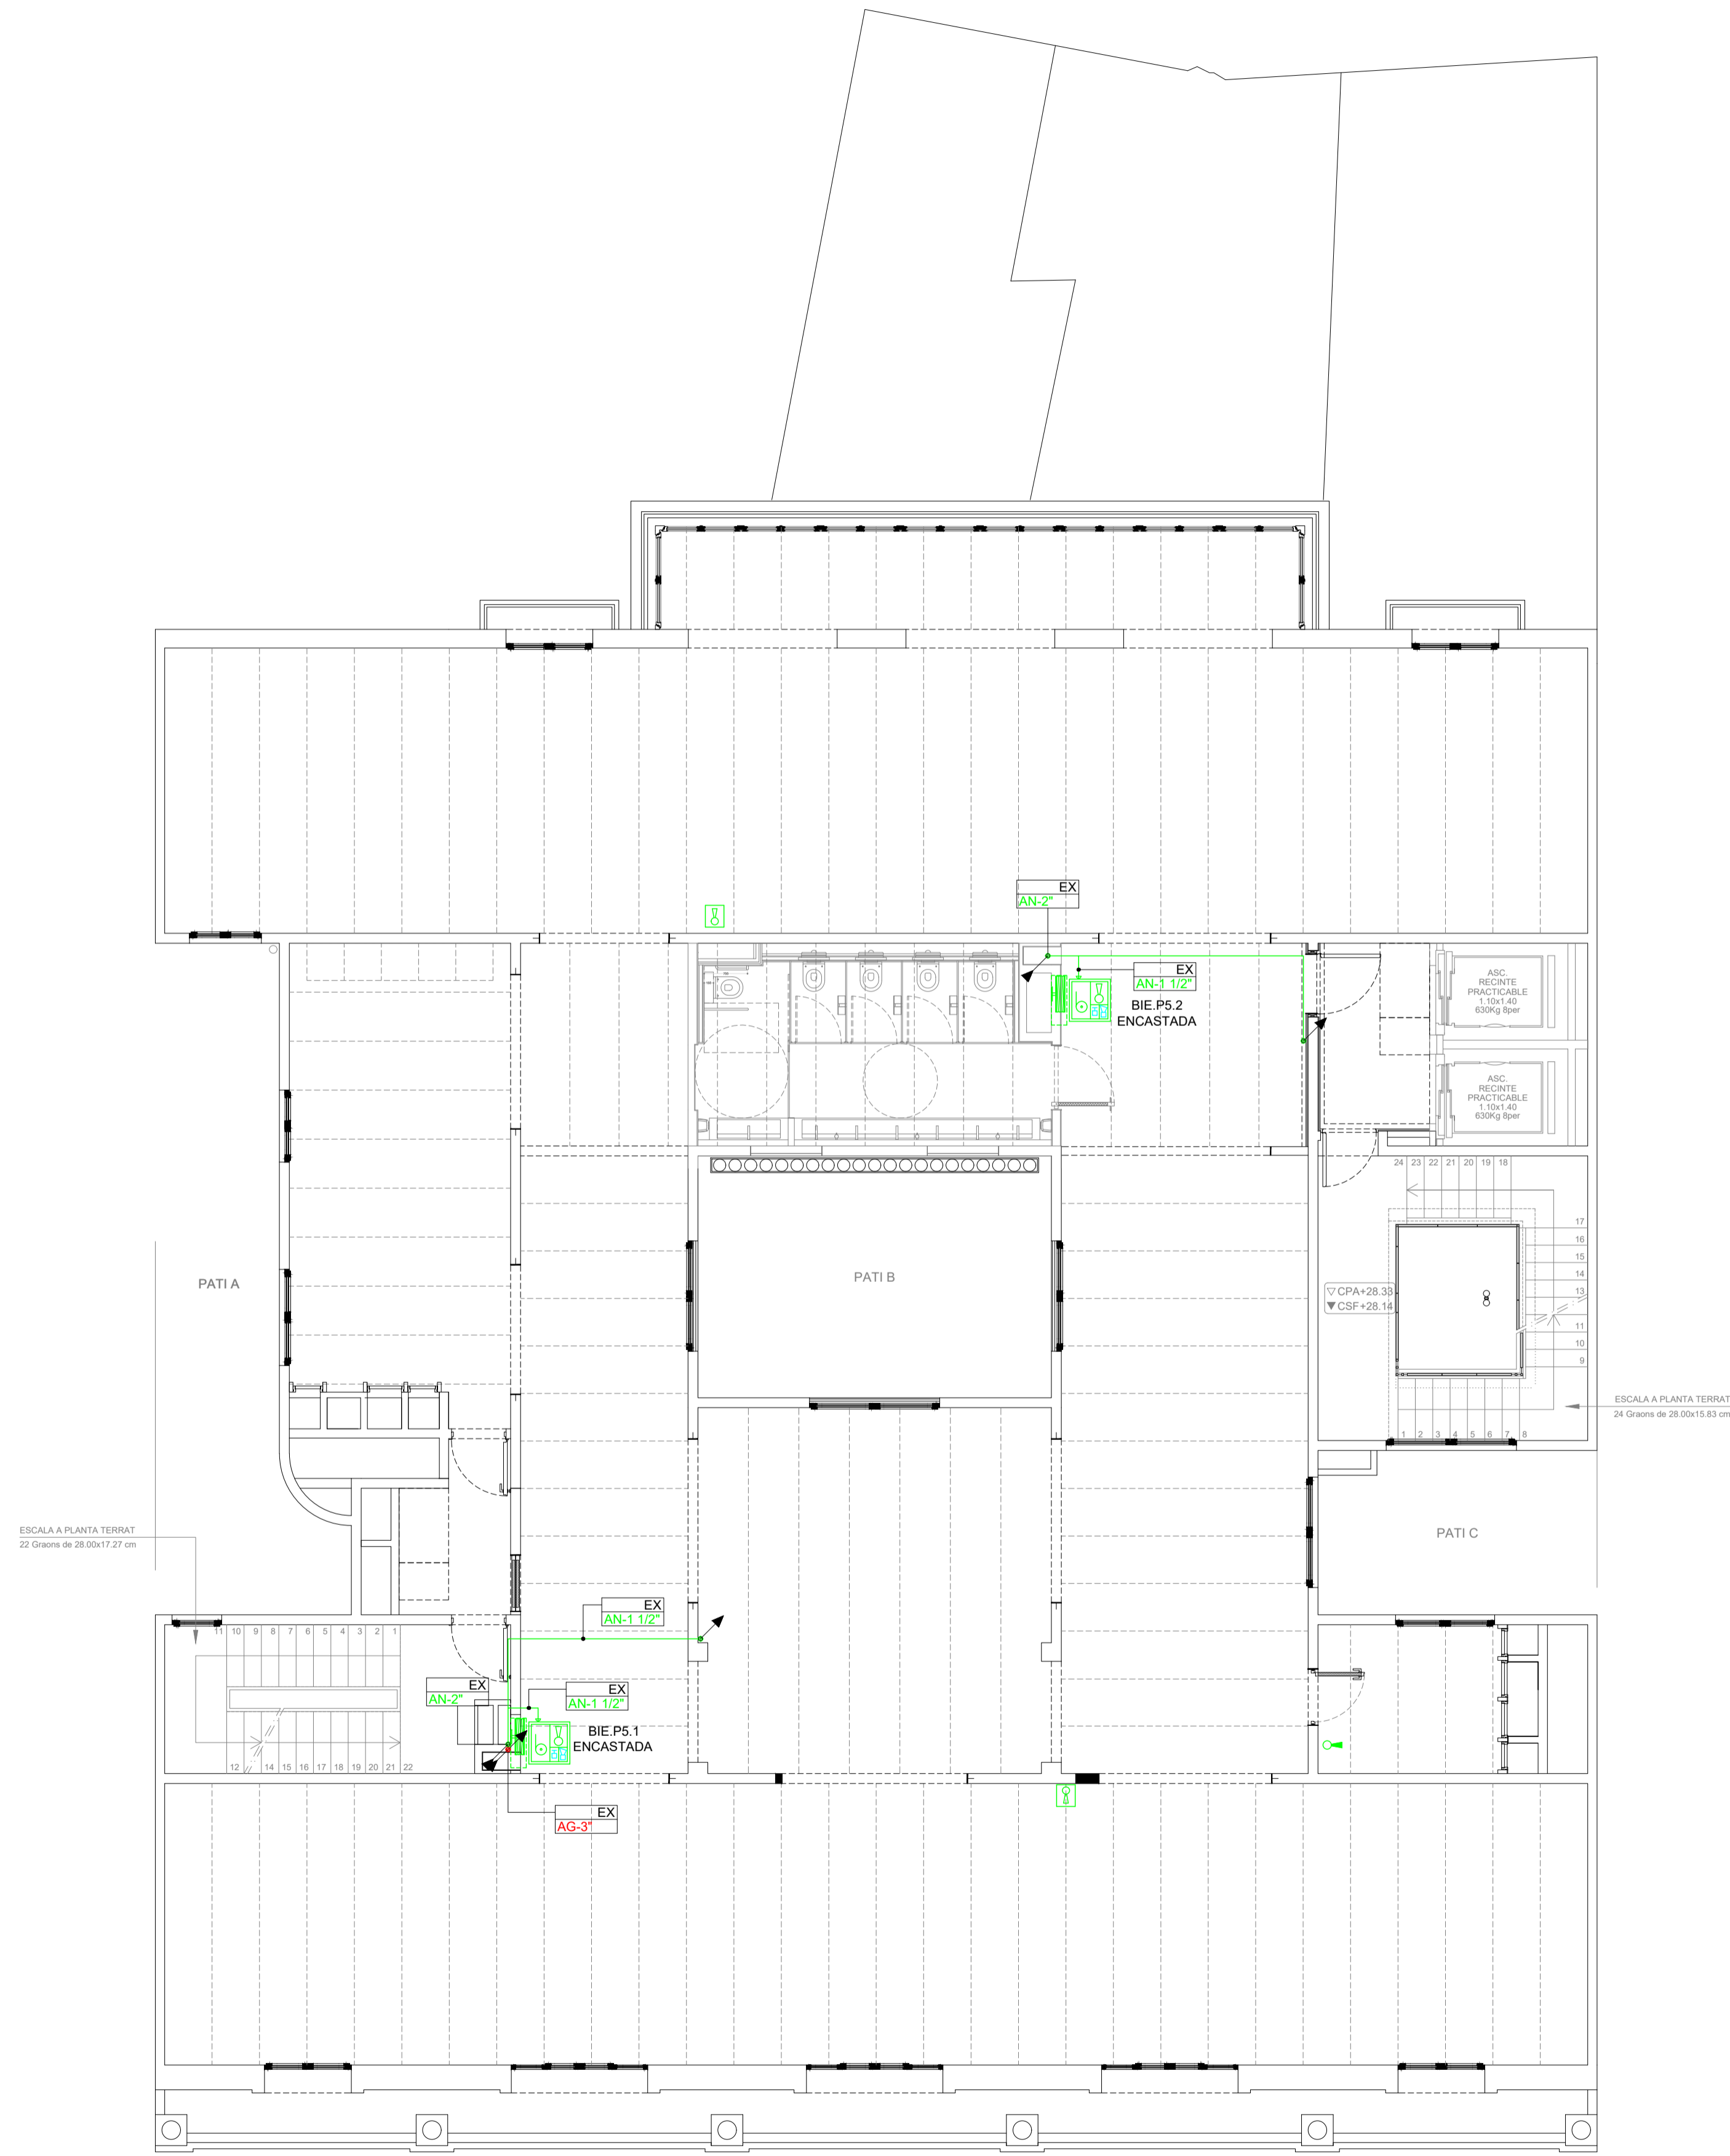 EX
AN-2"
EX
AN-1 1/2"
BIE.P5.2
ENCASTADA
ASC.
RECINTE
PRACTICABLE
1.10x1.40
630Kg 8per
ASC.
RECINTE
PRACTICABLE
1.10x1.40
630Kg 8per
24 23 22 21 20 19 18
17
16
15
14
13
11
10
9
1 2 3 4 5 6 7 8
PATI A
PATI B
CPA+28.33
CSF+28.14
ESCALA A PLANTA TERRAT
24 Graons de 28.00x15.83 cm
PATI C
ESCALA A PLANTA TERRAT
22 Graons de 28.00x17.27 cm
EX
AN-1 1/2"
11 10 9 8 7 6 5 4 3 2 1
EX
AN-2"
EX
AN-1 1/2"
BIE.P5.1
ENCASTADA
12 14 15 16 17 18 19 20 21 22
EX
AG-3"